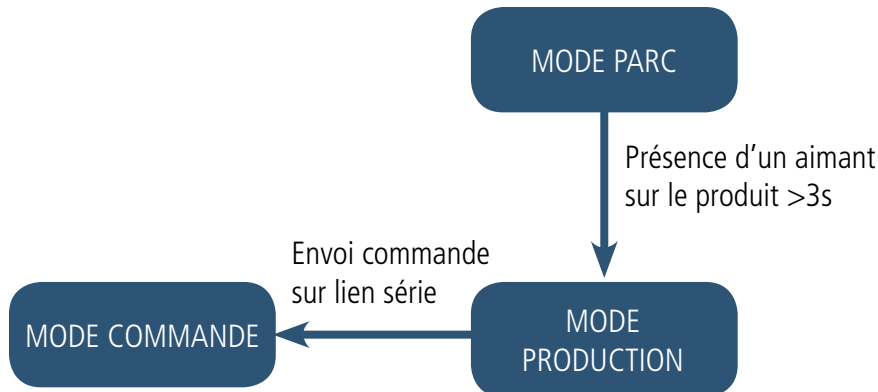 MODE PARC
Présence d’un aimant
sur le produit >3s
Envoi commande
sur lien série
MODE COMMANDE
MODE
PRODUCTION